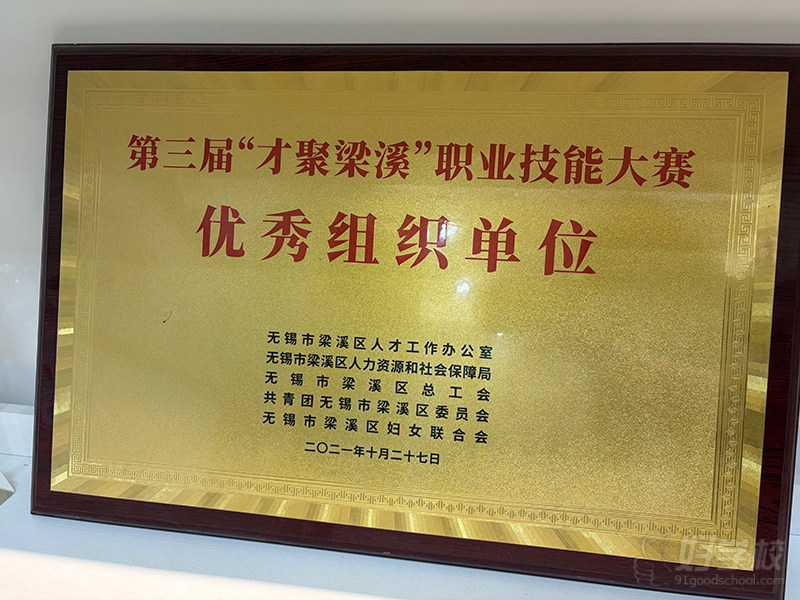 第三届“才聚梁溪”职业技能大赛
优秀组织单位
无锡市梁溪区人才工作办公室
无锡市梁溪区人力资源和社会保障局
无锡市梁溪区总工会
共青团无锡市梁溪区委员会
无锡市梁溪区妇女联合会
二〇二一年十月二十七日
好学校
91goodschool.com